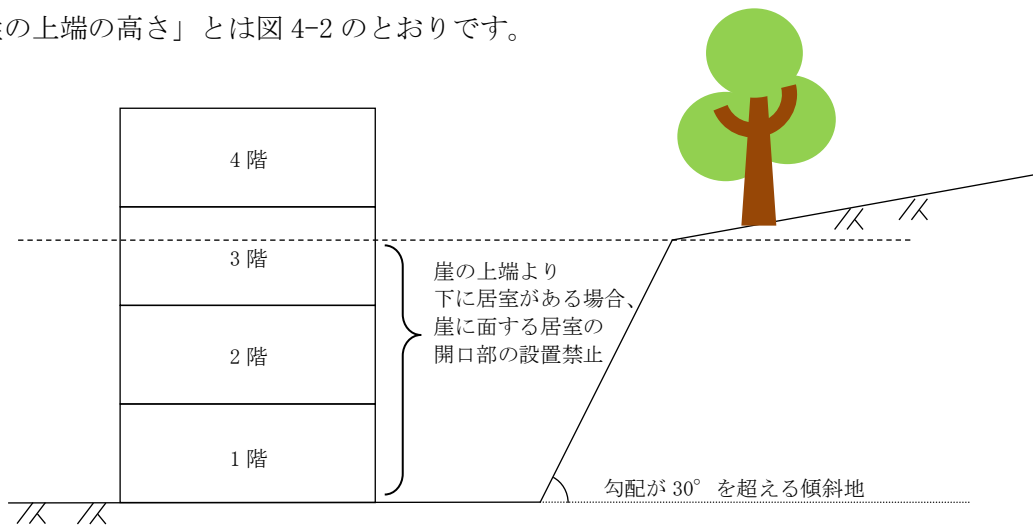 の上端の高さ」とは図 4-2 のとおりです。
4 階
3 階
崖の上端より
下に居室がある場合、
崖に面する居室の
開口部の設置禁止
2 階
1 階
勾配が 30° を超える傾斜地